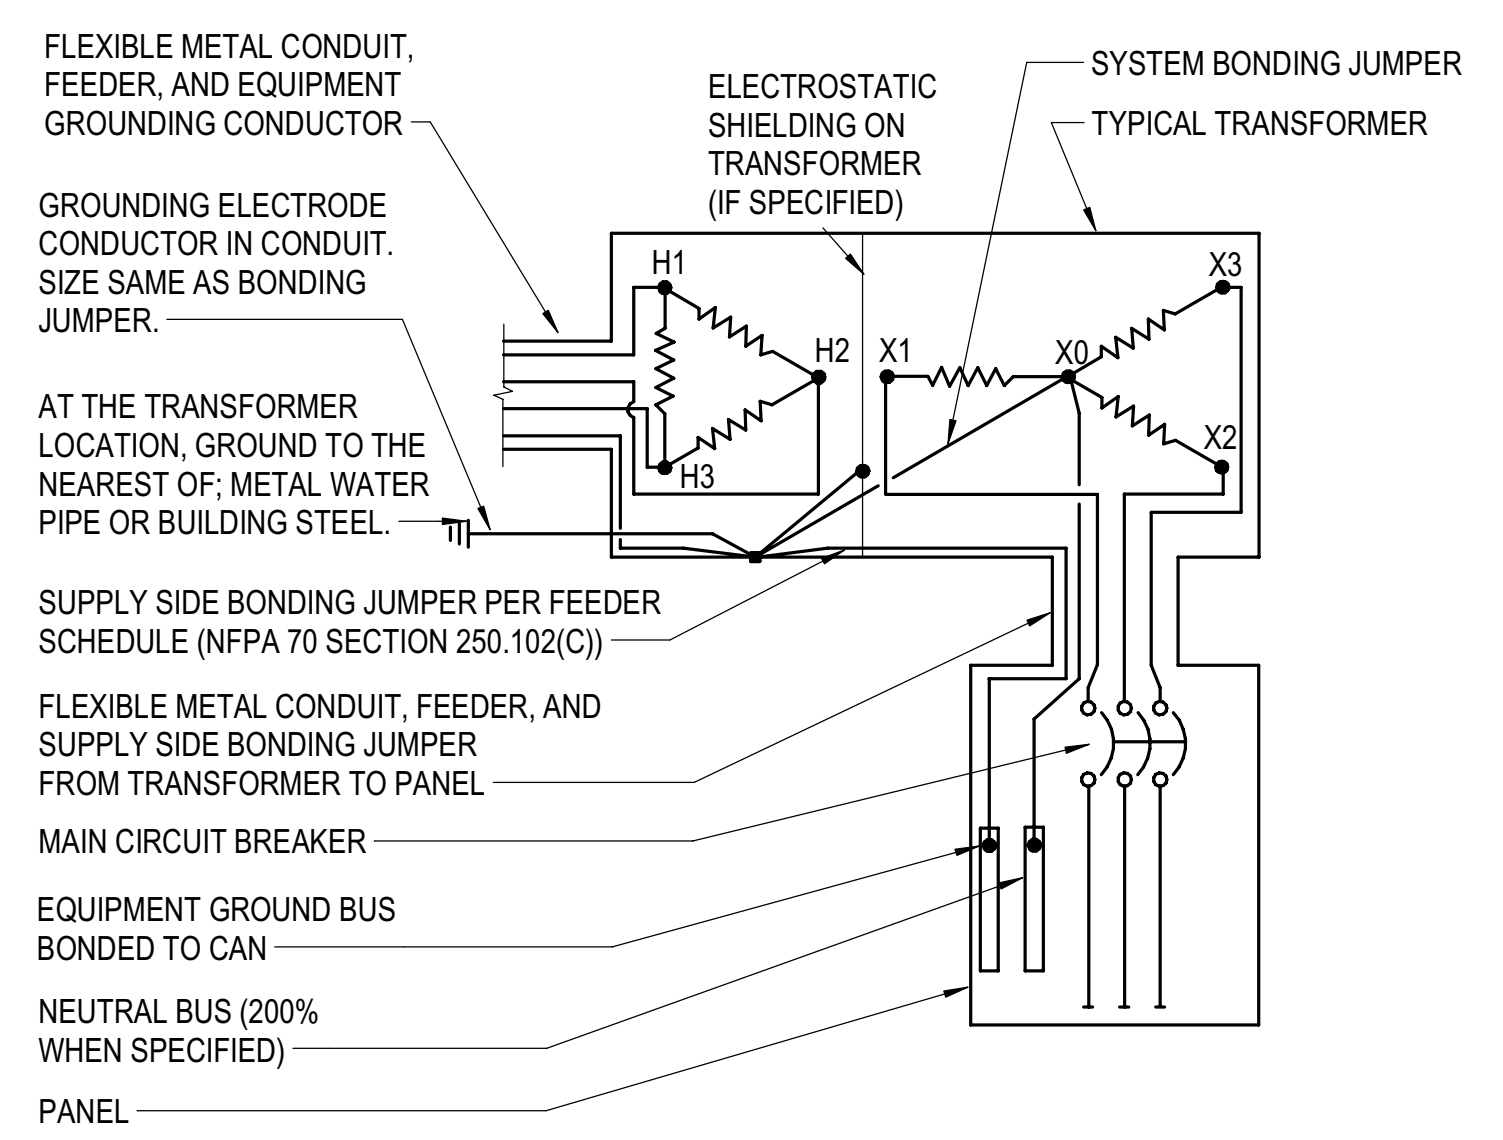 FLEXIBLE METAL CONDUIT,
FEEDER, AND EQUIPMENT
GROUNDING CONDUCTOR
GROUNDING ELECTRODE
CONDUCTOR IN CONDUIT.
SIZE SAME AS BONDING
JUMPER.
AT THE TRANSFORMER
LOCATION, GROUND TO THE
NEAREST OF; METAL WATER
PIPE OR BUILDING STEEL.
SUPPLY SIDE BONDING JUMPER PER FEEDER
SCHEDULE (NFPA 70 SECTION 250.102(C))
FLEXIBLE METAL CONDUIT, FEEDER, AND
SUPPLY SIDE BONDING JUMPER
FROM TRANSFORMER TO PANEL
MAIN CIRCUIT BREAKER
EQUIPMENT GROUND BUS
BONDED TO CAN
NEUTRAL BUS (200%
WHEN SPECIFIED)
PANEL
ELECTROSTATIC
SHIELDING ON
TRANSFORMER
(IF SPECIFIED)
SYSTEM BONDING JUMPER
TYPICAL TRANSFORMER
H1
H2
H3
X1
X0
X3
X2